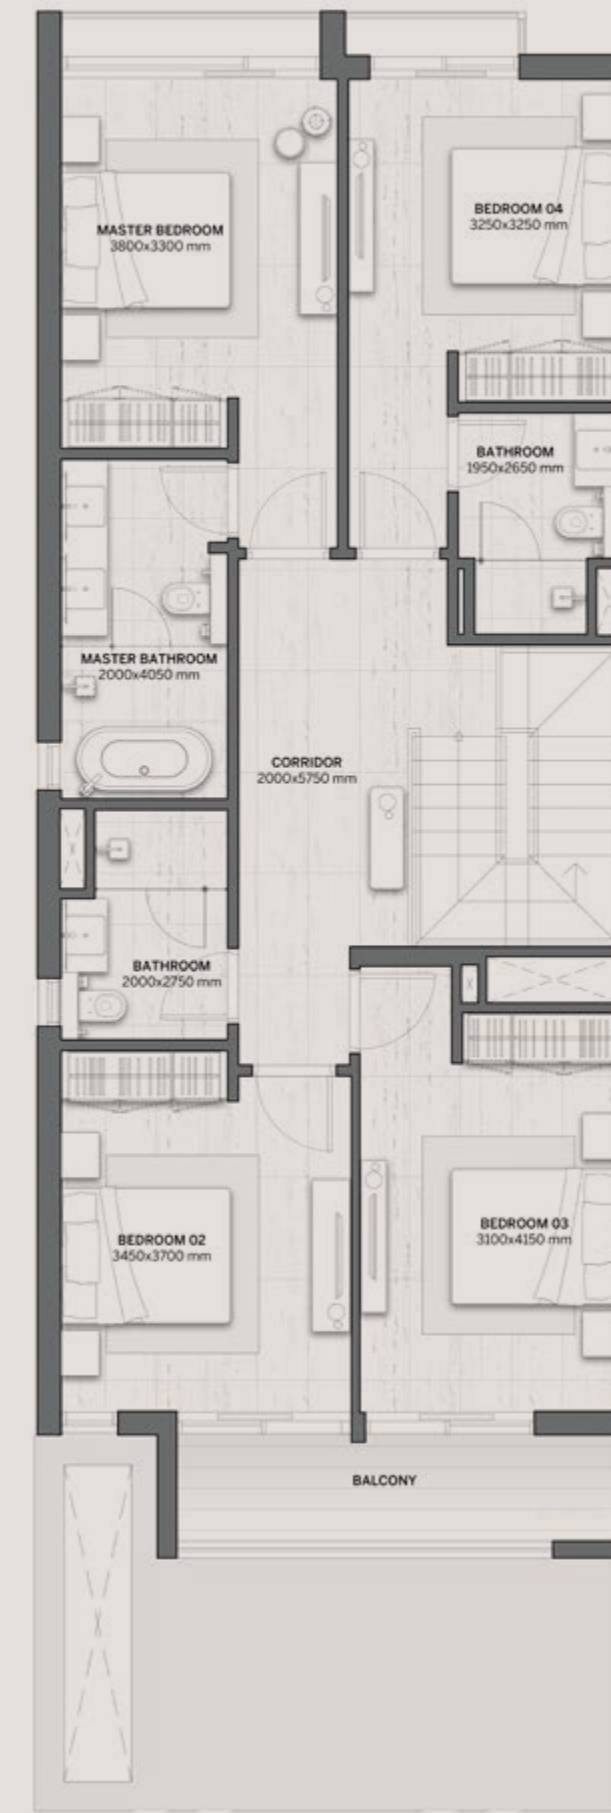 MASTER BEDROOM
3800x3300 mm
BEDROOM 04
3250x3250 mm
BATHROOM
1950x2650 mm
MASTER BATHROOM
2000x4050 mm
CORRIDOR
2000x5750 mm
BATHROOM
2000x2750 mm
BEDROOM 02
3450x3700 mm
BEDROOM 03
3100x4150 mm
BALCONY